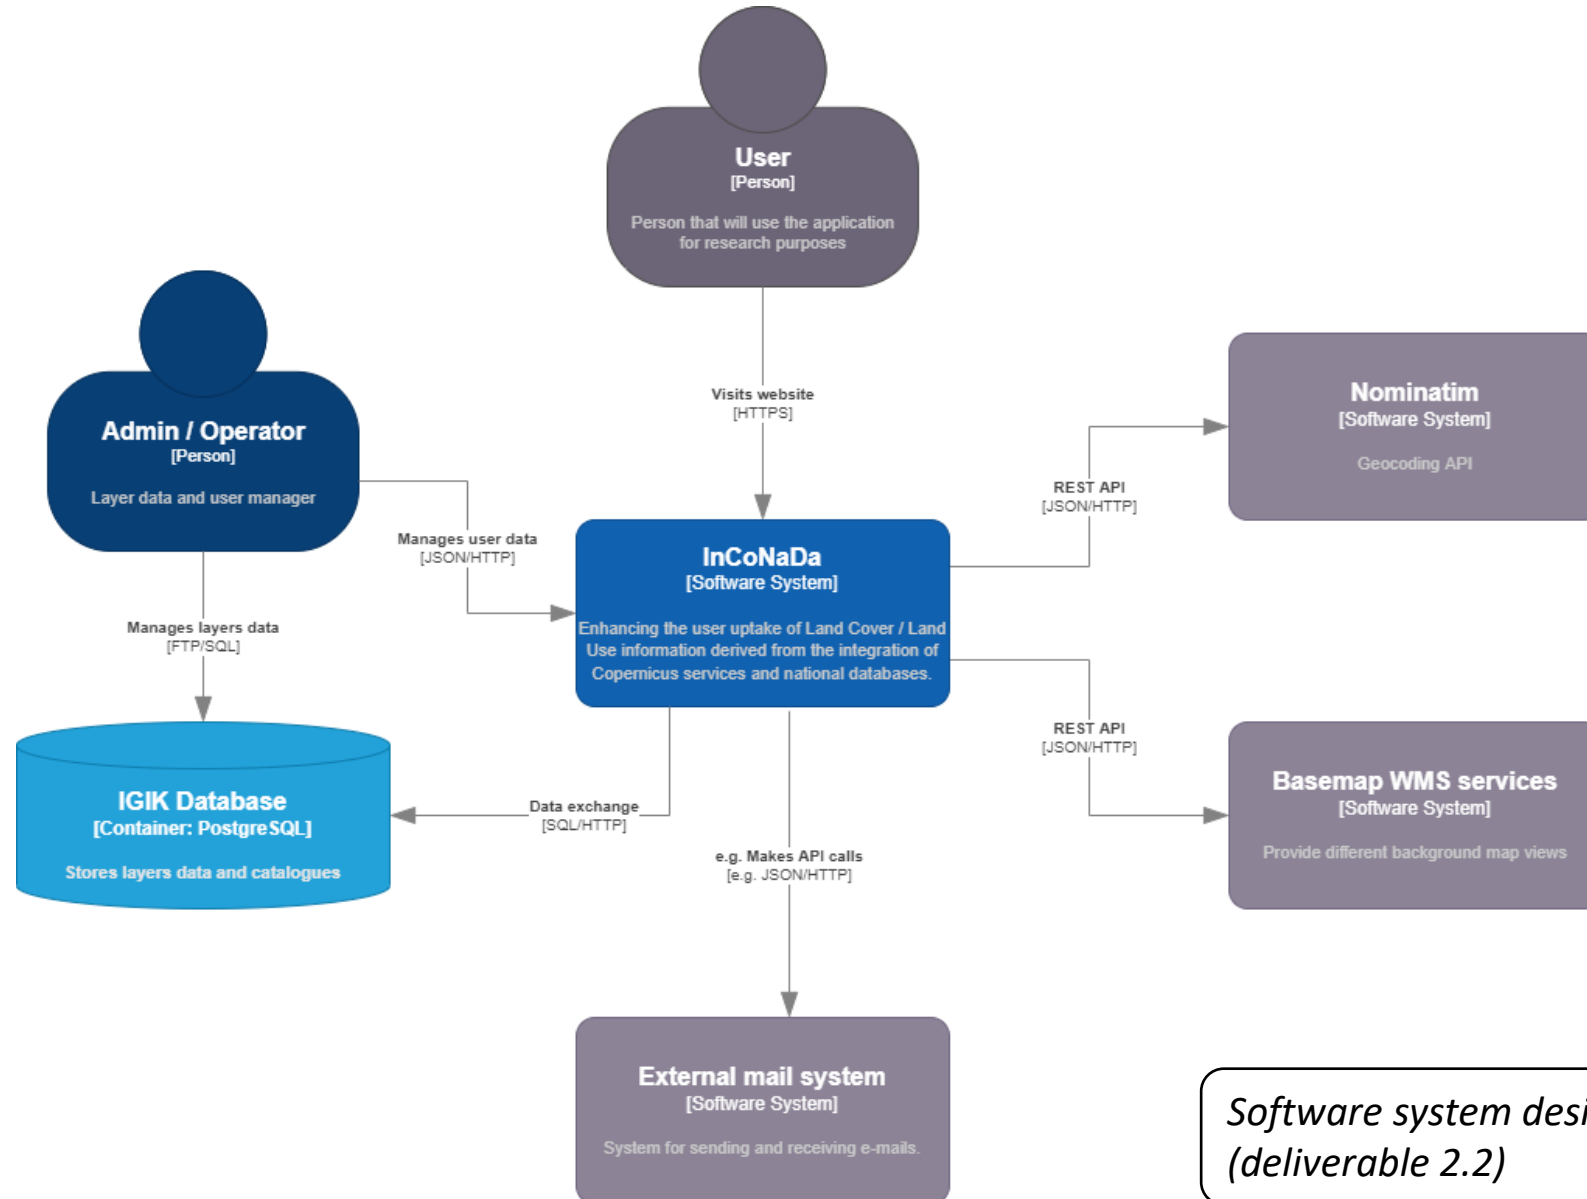 User
[Person]
Person that will use the application
for research purposes
Visits website
[HTTPS]
Admin / Operator
[Person]
Layer data and user manager
Manages user data
[JSON/HTTP]
Manages layers data
[FTP/SQL]
Nominatim
[Software System]
Geocoding API
REST API
[JSON/HTTP]
InCoNaDa
[Software System]
Enhancing the user uptake of Land Cover / Land
Use information derived from the integration of
Copernicus services and national databases.
REST API
[JSON/HTTP]
Basemap WMS services
[Software System]
Provide different background map views
IGIK Database
[Container: PostgreSQL]
Stores layers data and catalogues
Data exchange
[SQL/HTTP]
e.g. Makes API calls
[e.g. JSON/HTTP]
External mail system
[Software System]
System for sending and receiving e-mails.
Software system
(deliverable 2.2)